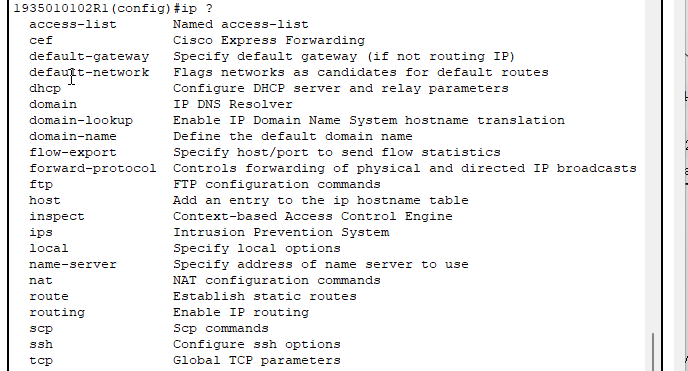 1935010102R1(config)#ip ?
access-list Named access-list
cef Cisco Express Forwarding
default-gateway Specify default gateway (if not routing IP)
default-network Flags networks as candidates for default routes
dhcp Configure DHCP server and relay parameters
domain IP DNS Resolver
domain-lookup Enable IP Domain Name System hostname translation
domain-name Define the default domain name
flow-export Specify host/port to send flow statistics
forward-protocol Controls forwarding of physical and directed IP broadcasts
ftp FTP configuration commands
host Add an entry to the ip hostname table
inspect Context-based Access Control Engine
ips Intrusion Prevention System
local Specify local options
name-server Specify address of name server to use
nat NAT configuration commands
route Establish static routes
routing Enable IP routing
scp Scp commands
ssh Configure ssh options
tcp Global TCP parameters